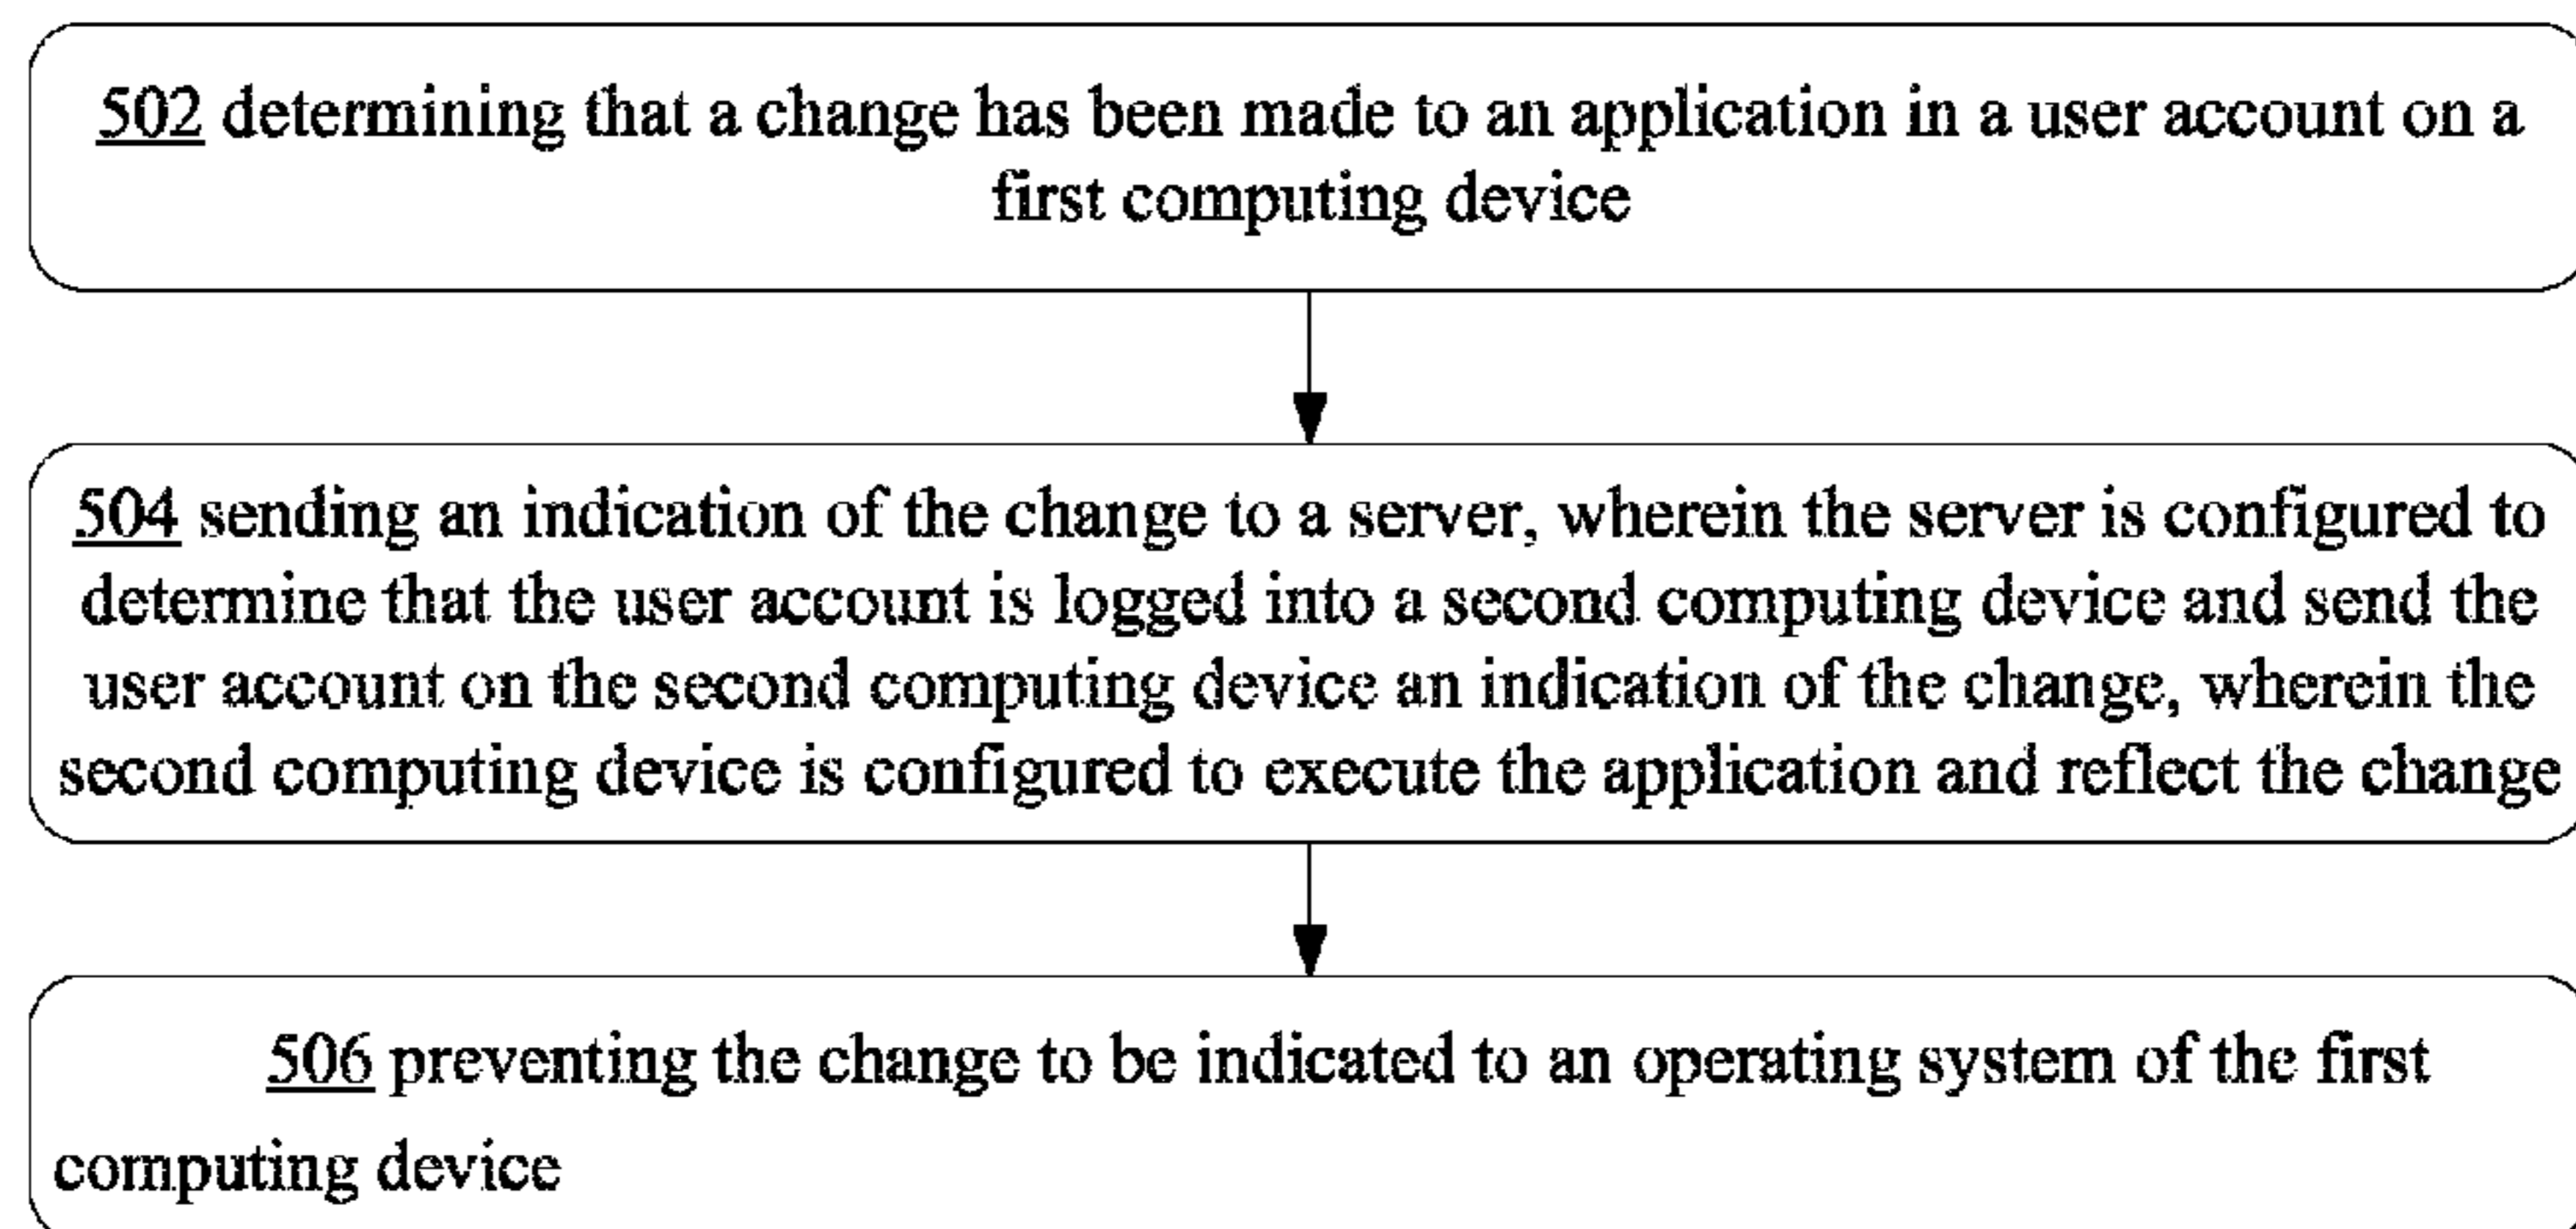 502 determining that a change has been made to an application in a user account on a
first computing device
504 sending an indication of the change to a server, wherein the server is configured to
determine that the user account is logged into a second computing device and send the
user account on the second computing device an indication of the change, wherein the
second computing device is configured to execute the application and reflect the change
506 preventing the change to be indicated to an operating system of the first
computing device